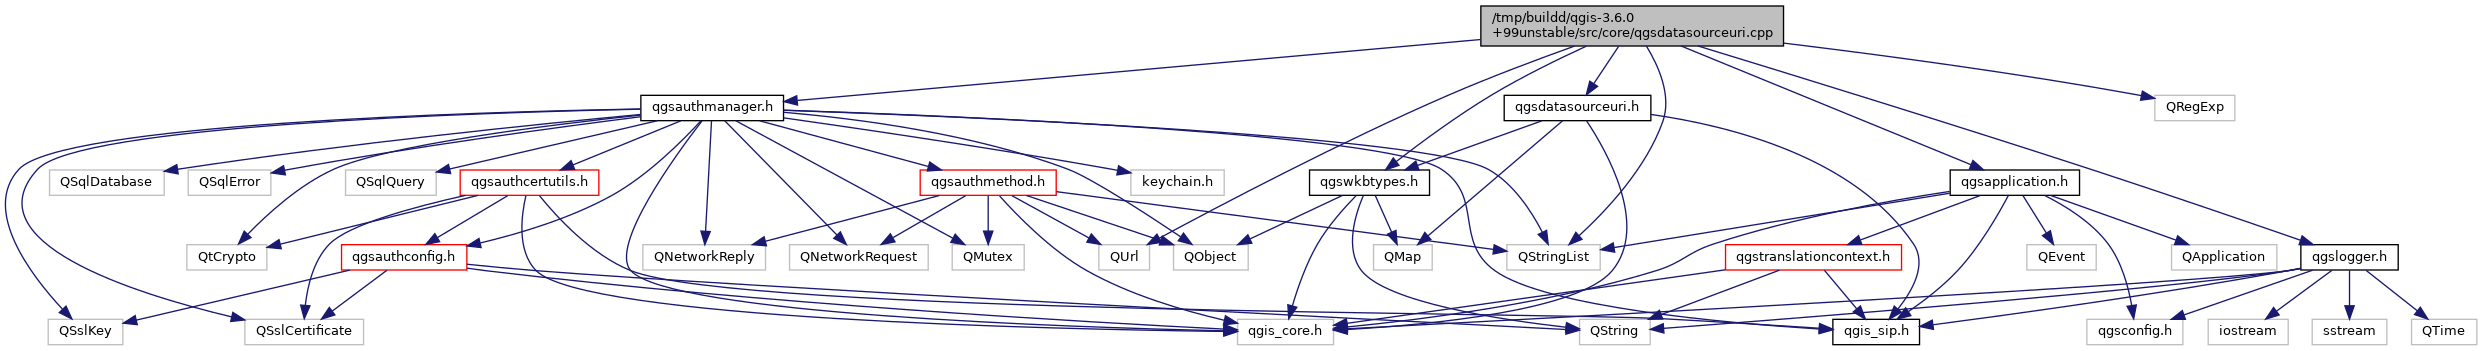 /tmp/buildd/qgis-3.6.0
+99unstable/src/core/qgsdatasourceuri.cpp
qgsauthmanager.h
qgsdatasourceuri.h
QRegExp
QSqlDatabase
QSqlError
QSqlQuery
qgsauthcertutils.h
qgsauthmethod.h
keychain.h
qgswkbtypes.h
qgsapplication.h
QtCrypto
qgsauthconfig.h
QNetworkReply
QNetworkRequest
QMutex
QUrl
QObject
QMap
QStringList
qgstranslationcontext.h
QEvent
QApplication
qgslogger.h
QSslKey
QSslCertificate
qgis_core.h
QString
qgis_sip.h
qgsconfig.h
iostream
sstream
QTime